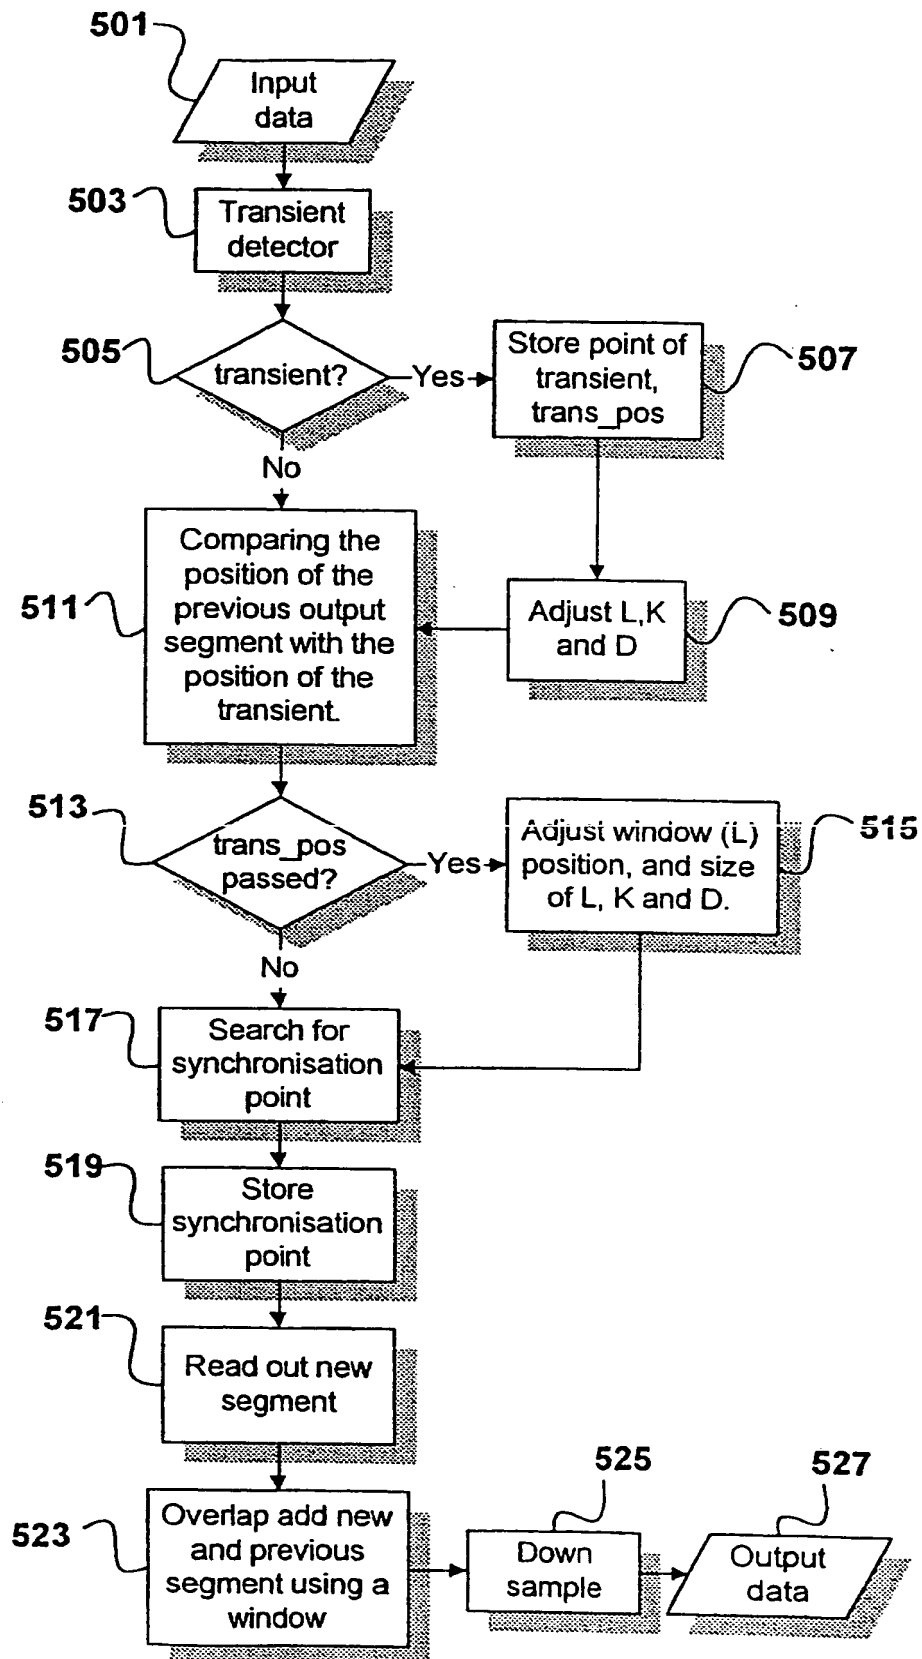 501
Input
data
503
Transient
detector
505
transient?
Yes
Store point of
transient,
trans_pos
507
No
511
Comparing the
position of the
previous output
segment with the
position of the
transient.
Adjust L,K
and D
509
513
trans_pos
passed?
Yes
Adjust window (L)
position, and size
of L, K and D.
515
No
517
Search for
synchronisation
point
519
Store
synchronisation
point
521
Read out new
segment
523
Overlap add new
and previous
segment using a
window
525
Down
sample
527
Output
data